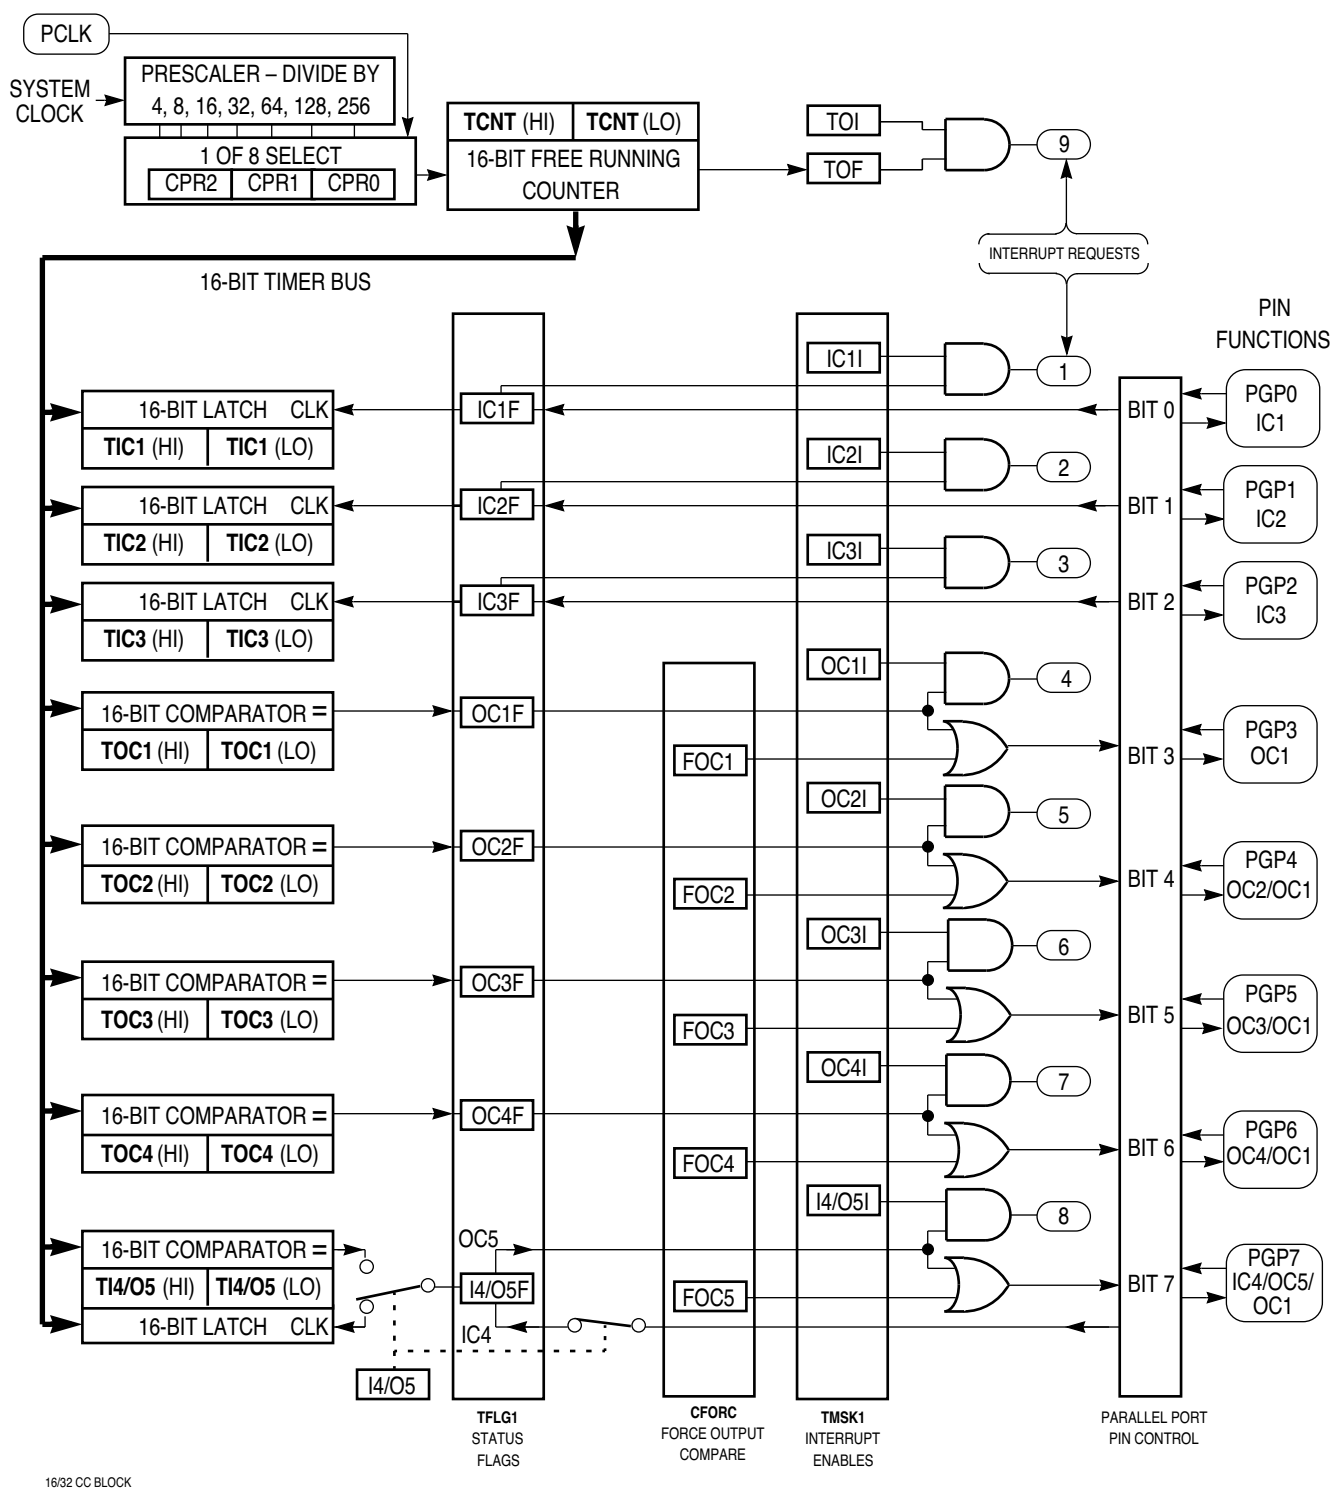 PCLK
SYSTEM
CLOCK
PRESCALER – DIVIDE BY
4, 8, 16, 32, 64, 128, 256
1 OF 8 SELECT
CPR2 CPR1 CPR0
TCNT (HI) TCNT (LO)
16-BIT FREE RUNNING
COUNTER
TOI
TOF
9
INTERRUPT REQUESTS
16-BIT TIMER BUS
PIN
FUNCTIONS
IC1I
1
16-BIT LATCH CLK
TIC1 (HI) TIC1 (LO)
IC1F
BIT 0
PGP0
IC1
IC2I
2
16-BIT LATCH CLK
TIC2 (HI) TIC2 (LO)
IC2F
BIT 1
PGP1
IC2
IC3I
3
16-BIT LATCH CLK
TIC3 (HI) TIC3 (LO)
IC3F
BIT 2
PGP2
IC3
OC1I
4
16-BIT COMPARATOR =
TOC1 (HI) TOC1 (LO)
OC1F
FOC1
BIT 3
PGP3
OC1
OC2I
5
16-BIT COMPARATOR =
TOC2 (HI) TOC2 (LO)
OC2F
FOC2
BIT 4
PGP4
OC2/OC1
OC3I
6
16-BIT COMPARATOR =
TOC3 (HI) TOC3 (LO)
OC3F
FOC3
BIT 5
PGP5
OC3/OC1
OC4I
7
16-BIT COMPARATOR =
TOC4 (HI) TOC4 (LO)
OC4F
FOC4
BIT 6
PGP6
OC4/OC1
I4/O5I
8
16-BIT COMPARATOR =
TI4/O5 (HI) TI4/O5 (LO)
16-BIT LATCH CLK
OC5
I4/O5F
IC4
FOC5
BIT 7
PGP7
IC4/OC5/
OC1
I4/O5
TFLG1
STATUS
FLAGS
CFORC
FORCE OUTPUT
COMPARE
TMSK1
INTERRUPT
ENABLES
PARALLEL PORT
PIN CONTROL
16/32 CC BLOCK